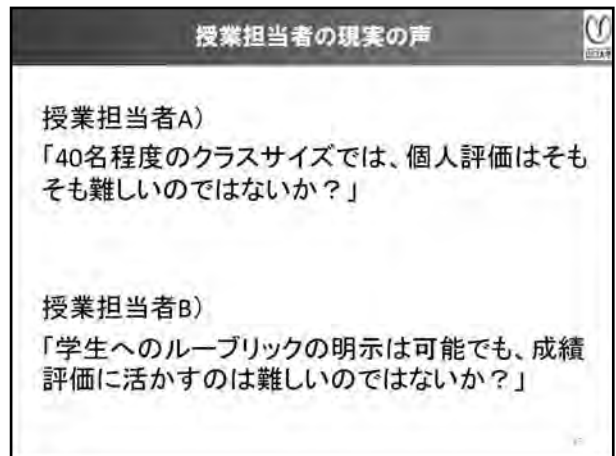 授業担当者の現実の声
授業担当者A）
「40名程度のクラスサイズでは、個人評価はそも
そも難しいのではないか？」
授業担当者B）
「学生へのルーブリックの明示は可能でも、成績
評価に活かすのは難しいのではないか？」